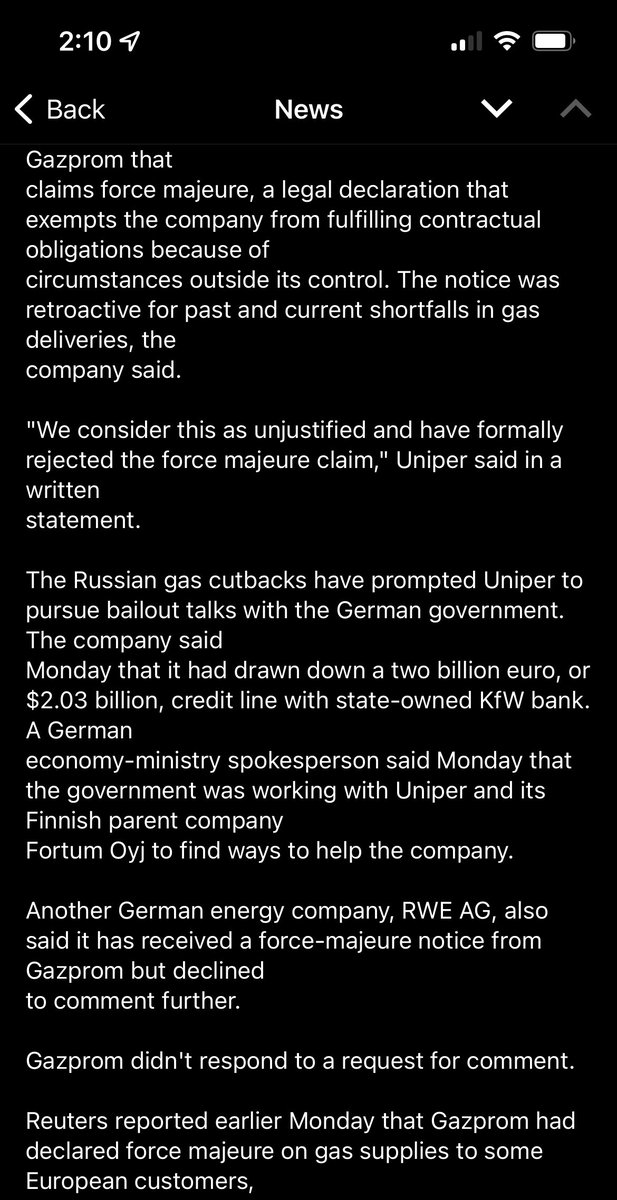 2:10
Back
News
Gazprom that
claims force majeure, a legal declaration that
exempts the company from fulfilling contractual
obligations because of
circumstances outside its control. The notice was
retroactive for past and current shortfalls in gas
deliveries, the
company said.
"We consider this as unjustified and have formally
rejected the force majeure claim," Uniper said in a
written
statement.
The Russian gas cutbacks have prompted Uniper to
pursue bailout talks with the German government.
The company said
Monday that it had drawn down a two billion euro, or
$2.03 billion, credit line with state-owned KfW bank.
A German
economy-ministry spokesperson said Monday that
the government was working with Uniper and its
Finnish parent company
Fortum Oyj to find ways to help the company.
Another German energy company, RWE AG, also
said it has received a force-majeure notice from
Gazprom but declined
to comment further.
Gazprom didn't respond to a request for comment.
Reuters reported earlier Monday that Gazprom had
declared force majeure on gas supplies to some
European customers,